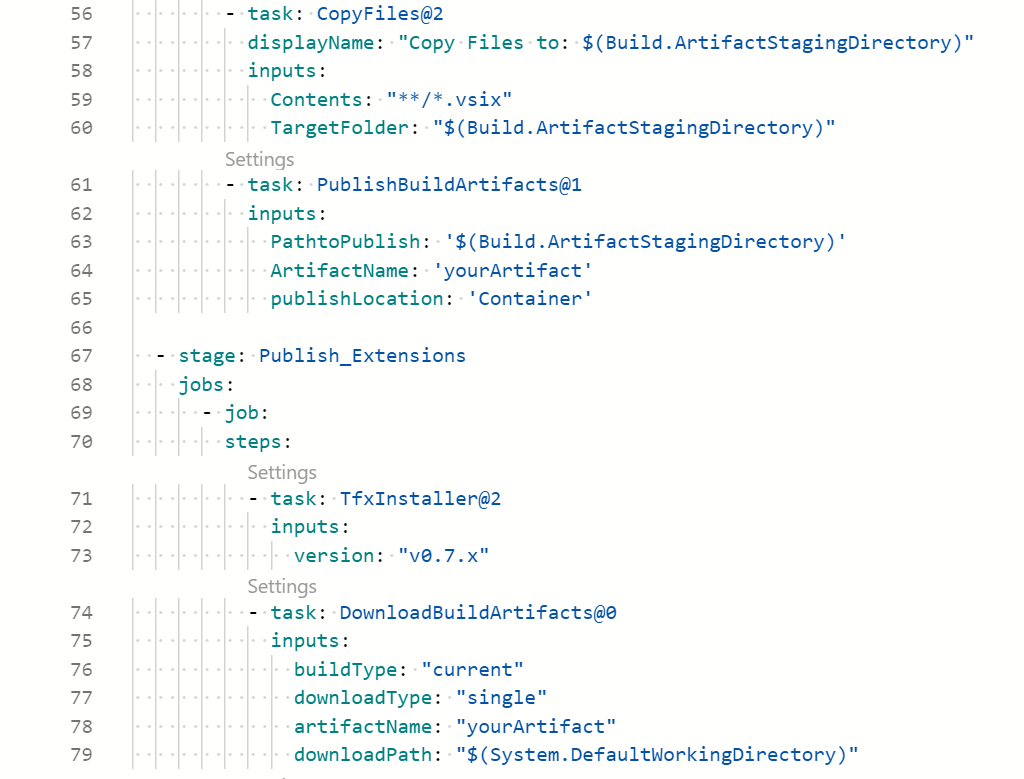 56 - task: CopyFiles@2
57 displayName: "Copy Files to: $(Build.ArtifactStagingDirectory)"
58 inputs:
59 Contents: "**/*.vsix"
60 TargetFolder: "$(Build.ArtifactStagingDirectory)"
Settings
61 - task: PublishBuildArtifacts@1
62 inputs:
63 PathtoPublish: '$(Build.ArtifactStagingDirectory)'
64 ArtifactName: 'yourArtifact'
65 publishLocation: 'Container'
66
67 - stage: Publish_Extensions
68 jobs:
69 - job:
70 steps:
Settings
71 - task: TfxInstaller@2
72 inputs:
73 version: "v0.7.x"
Settings
74 - task: DownloadBuildArtifacts@0
75 inputs:
76 buildType: "current"
77 downloadType: "single"
78 artifactName: "yourArtifact"
79 downloadPath: "$(System.DefaultWorkingDirectory)"